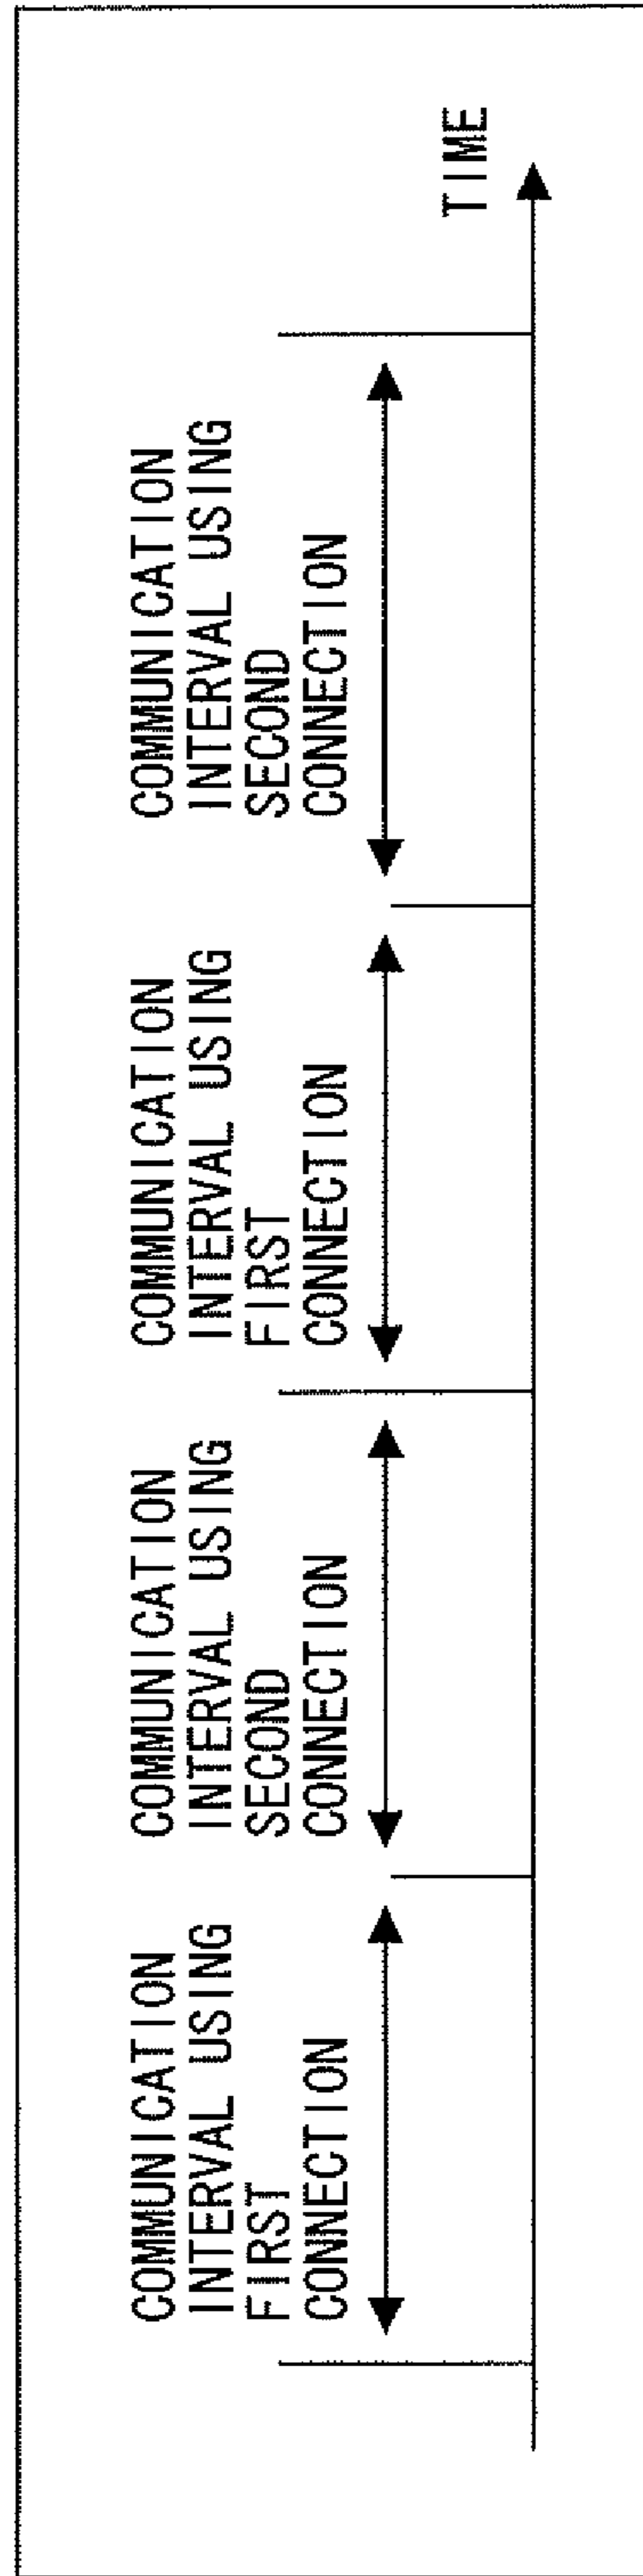 COMMUNICATION
INTERVAL USING
FIRST
CONNECTION
COMMUNICATION
INTERVAL USING
SECOND
CONNECTION
COMMUNICATION
INTERVAL USING
FIRST
CONNECTION
COMMUNICATION
INTERVAL USING
SECOND
CONNECTION
TIME